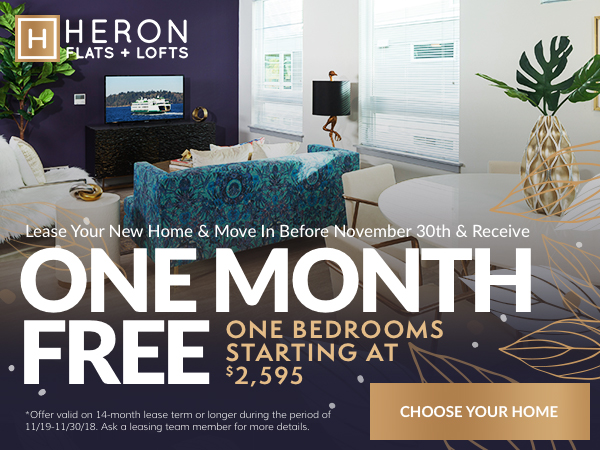 H
HERON
FLATS + LOFTS
Lease Your New Home & Move In Before November 30th & Receive
ONE MONTH
FREE
ONE BEDROOMS
STARTING AT
$2,595
*Offer valid on 14-month lease term or longer during the period of
11/19-11/30/18. Ask a leasing team member for more details.
CHOOSE YOUR HOME